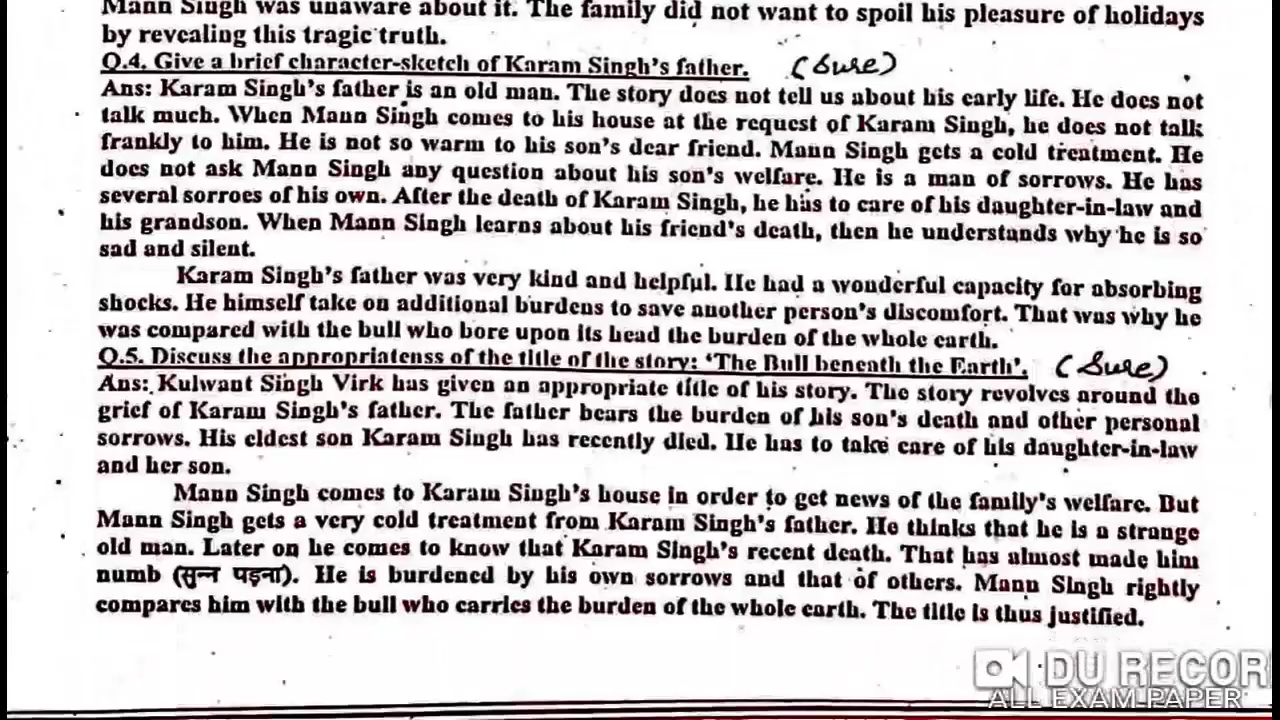 Mann Singh was unaware about it. The family did not want to spoil his pleasure of holidays
by revealing this tragic truth.
Q.4. Give a brief character-sketch of Karam Singh's father. (Sure)
Ans: Karam Singh's father is an old man. The story does not tell us about his early life. He does not
talk much. When Mann Singh comes to his house at the request of Karam Singh, he does not talk
frankly to him. He is not so warm to his son's dear friend. Mann Singh gets a cold treatment. He
does not ask Mann Singh any question about his son's welfare. He is a man of sorrows. He has
several sorroes of his own. After the death of Karam Singh, he has to care of his daughter-in-law and
his grandson. When Mann Singh learns about his friend's death, then he understands why he is so
sad and silent.
Karam Singh's father was very kind and helpful. He had a wonderful capacity for absorbing
shocks. He himself take on additional burdens to save another person's discomfort. That was why he
was compared with the bull who bore upon its head the burden of the whole earth.
Q.5. Discuss the appropriatenss of the title of the story: 'The Bull beneath the Earth'. (Sure)
Ans: Kulwant Singh Virk has given an appropriate title of his story. The story revolves around the
grief of Karam Singh's father. The father bears the burden of his son's death and other personal
sorrows. His eldest son Karam Singh has recently died. He has to take care of his daughter-in-law
and her son.
Mann Singh comes to Karam Singh's house in order to get news of the family's welfare. But
Mann Singh gets a very cold treatment from Karam Singh's father. He thinks that he is a strange
old man. Later on he comes to know that Karam Singh's recent death. That has almost made him
numb (सुन्न पड़ना). He is burdened by his own sorrows and that of others. Mann Singh rightly
compares him with the bull who carries the burden of the whole earth. The title is thus justified.
DU RECOR
ALL EXAM PAPER